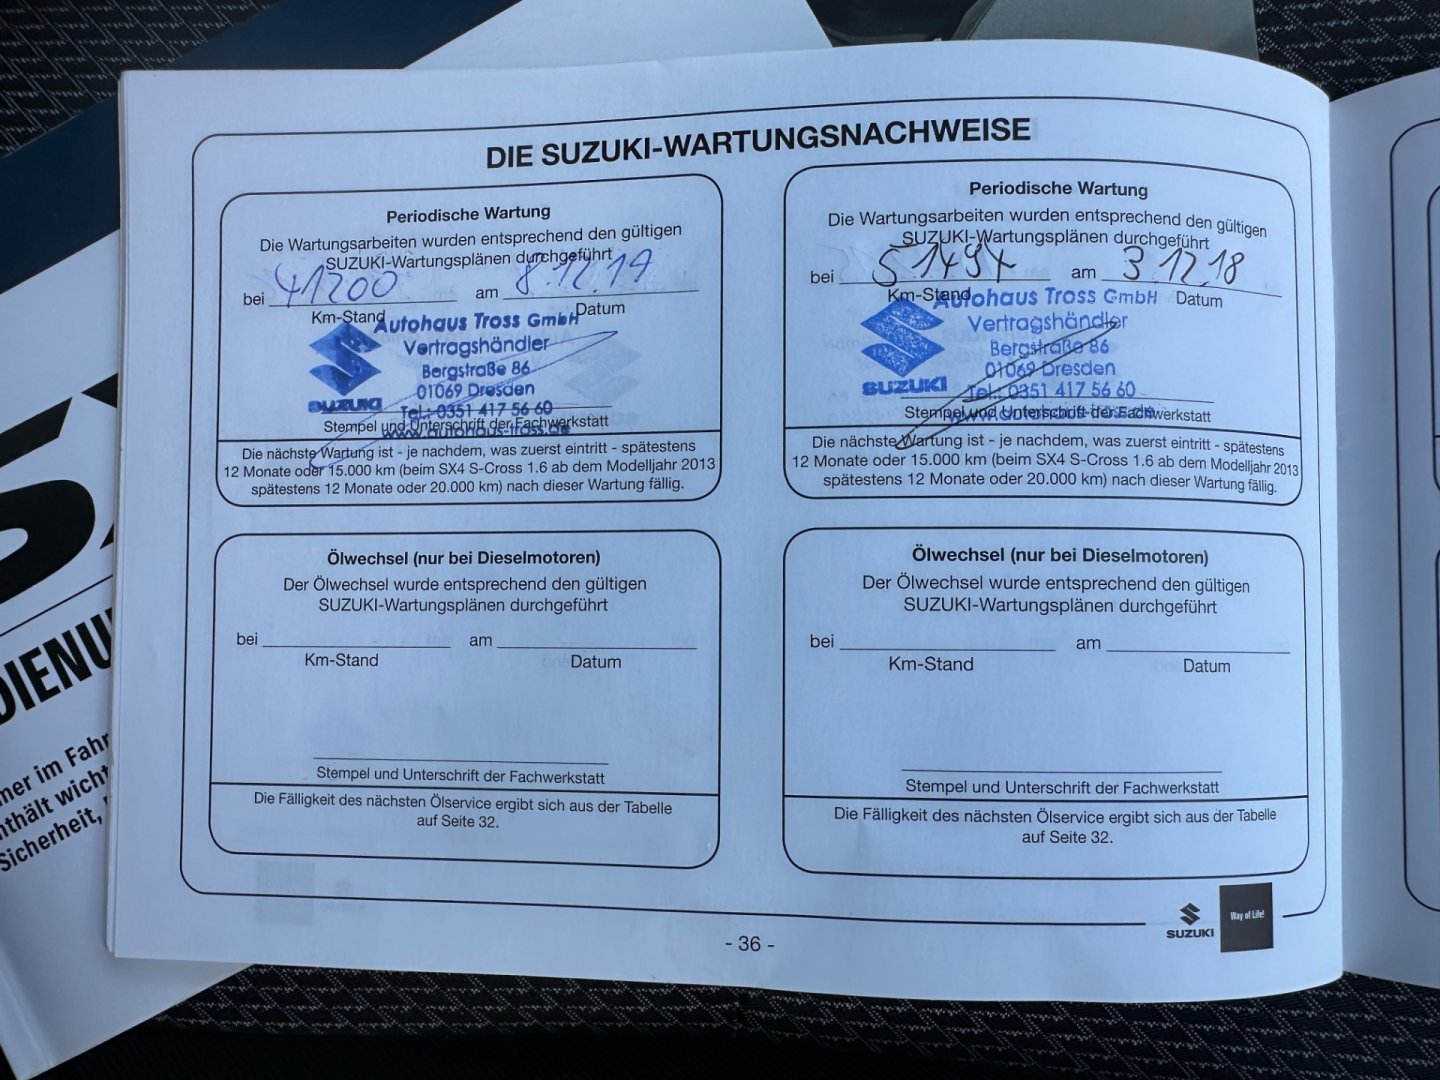 DIE SUZUKI-WARTUNGSNACHWEISE
Periodische Wartung
Die Wartungsarbeiten wurden entsprechend den gültigen
SUZUKI-Wartungsplänen durchgeführt
bei 41200 am 8.12.17
Km-Stand Datum
Autohaus Tross GmbH
Vertragshändler
Bergstraße 86
01069 Dresden
SUZUKI Tel.: 0351 417 56 60
Stempel und Unterschrift der Fachwerkstatt
www.autohaus-tross.de
Die nächste Wartung ist - je nachdem, was zuerst eintritt - spätestens
12 Monate oder 15.000 km (beim SX4 S-Cross 1.6 ab dem Modelljahr 2013
spätestens 12 Monate oder 20.000 km) nach dieser Wartung fällig.
Periodische Wartung
Die Wartungsarbeiten wurden entsprechend den gültigen
SUZUKI-Wartungsplänen durchgeführt
bei 51494 am 3.12.18
Km-Stand Datum
Autohaus Tross GmbH
Vertragshändler
Bergstraße 86
01069 Dresden
SUZUKI Tel.: 0351 417 56 60
Stempel und Unterschrift der Fachwerkstatt
www.autohaus-tross.de
Die nächste Wartung ist - je nachdem, was zuerst eintritt - spätestens
12 Monate oder 15.000 km (beim SX4 S-Cross 1.6 ab dem Modelljahr 2013
spätestens 12 Monate oder 20.000 km) nach dieser Wartung fällig.
Ölwechsel (nur bei Dieselmotoren)
Der Ölwechsel wurde entsprechend den gültigen
SUZUKI-Wartungsplänen durchgeführt
bei am
Km-Stand Datum
Stempel und Unterschrift der Fachwerkstatt
Die Fälligkeit des nächsten Ölservice ergibt sich aus der Tabelle
auf Seite 32.
Ölwechsel (nur bei Dieselmotoren)
Der Ölwechsel wurde entsprechend den gültigen
SUZUKI-Wartungsplänen durchgeführt
bei am
Km-Stand Datum
Stempel und Unterschrift der Fachwerkstatt
Die Fälligkeit des nächsten Ölservice ergibt sich aus der Tabelle
auf Seite 32.
SUZUKI
Way of Life!
- 36 -
S
DIENU
mer im Fahr
nthält wicht
Sicherheit,